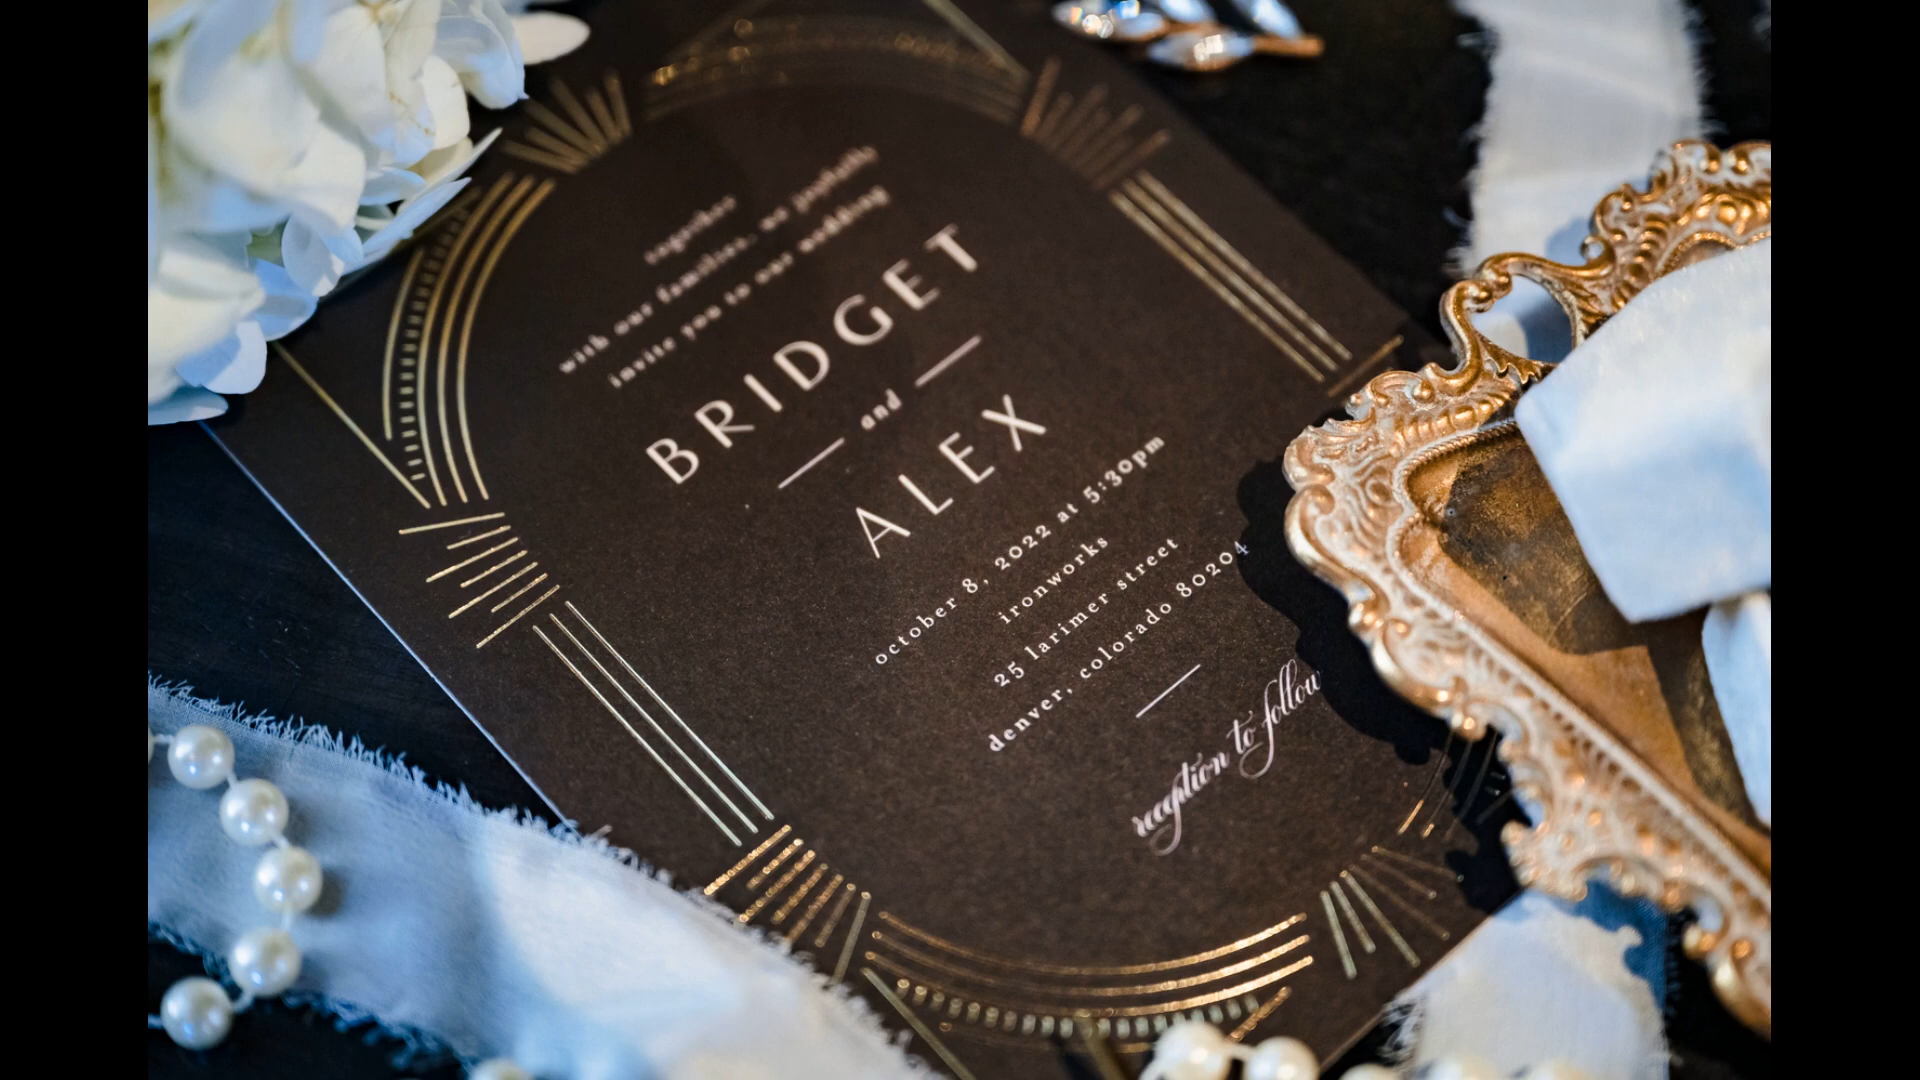 together
with our families, we joyfully
invite you to our wedding
BRIDGET
and
ALEX
october 8, 2022 at 5:30pm
ironworks
25 larimer street
denver, colorado 80204
reception to follow